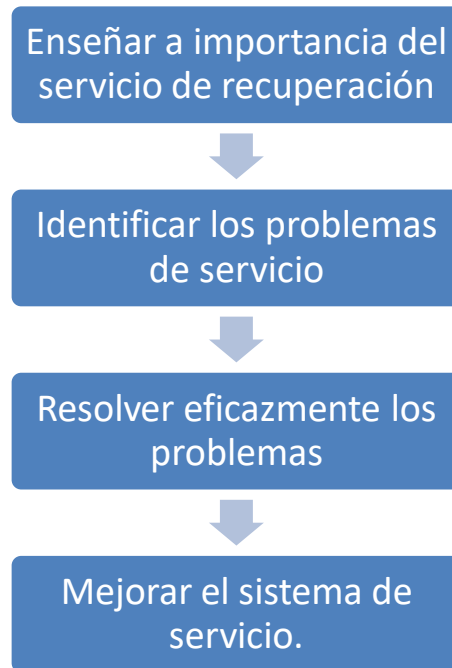 Enseñar a importancia del
servicio de recuperación
Identificar los problemas
de servicio
Resolver eficazmente los
problemas
Mejorar el sistema de
servicio.